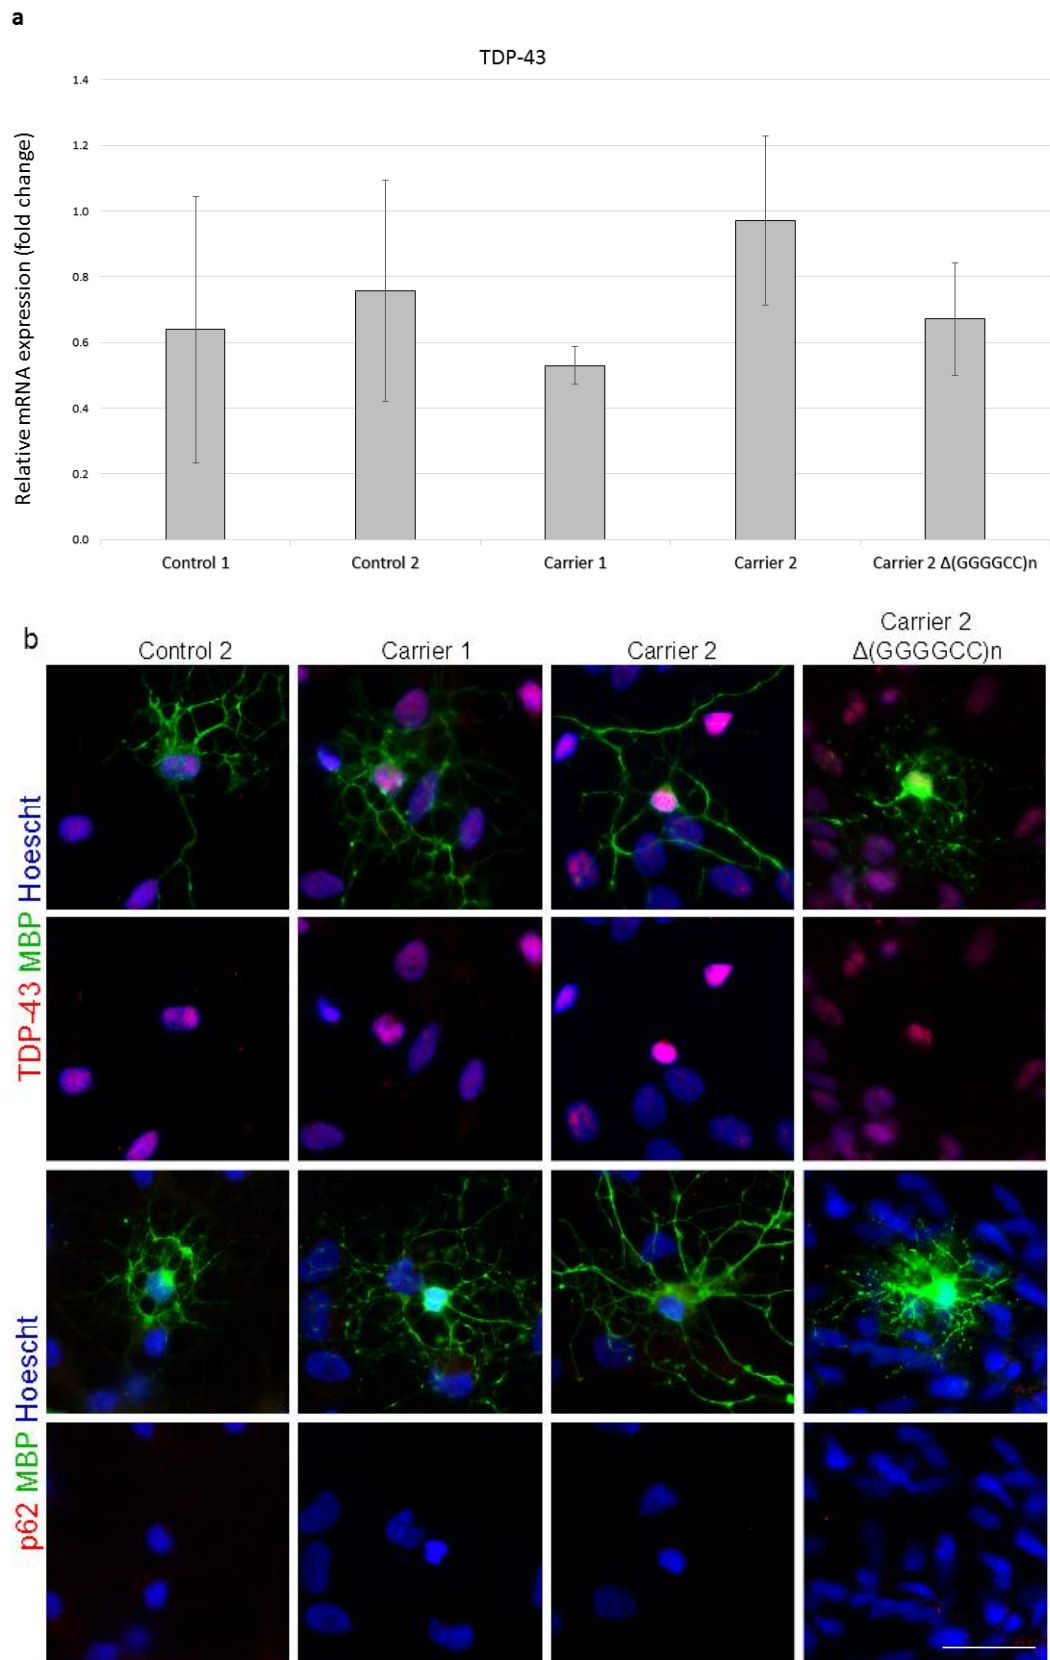 a
TDP-43
Relative mRNA expression (fold change)
1.4
1.2
1.0
0.8
0.6
0.4
0.2
0.0
Control 1
Control 2
Carrier 1
Carrier 2
Carrier 2 Δ(GGGGCC)n
b
Control 2
Carrier 1
Carrier 2
Carrier 2
Δ(GGGGCC)n
TDP-43 MBP Hoescht
p62 MBP Hoescht